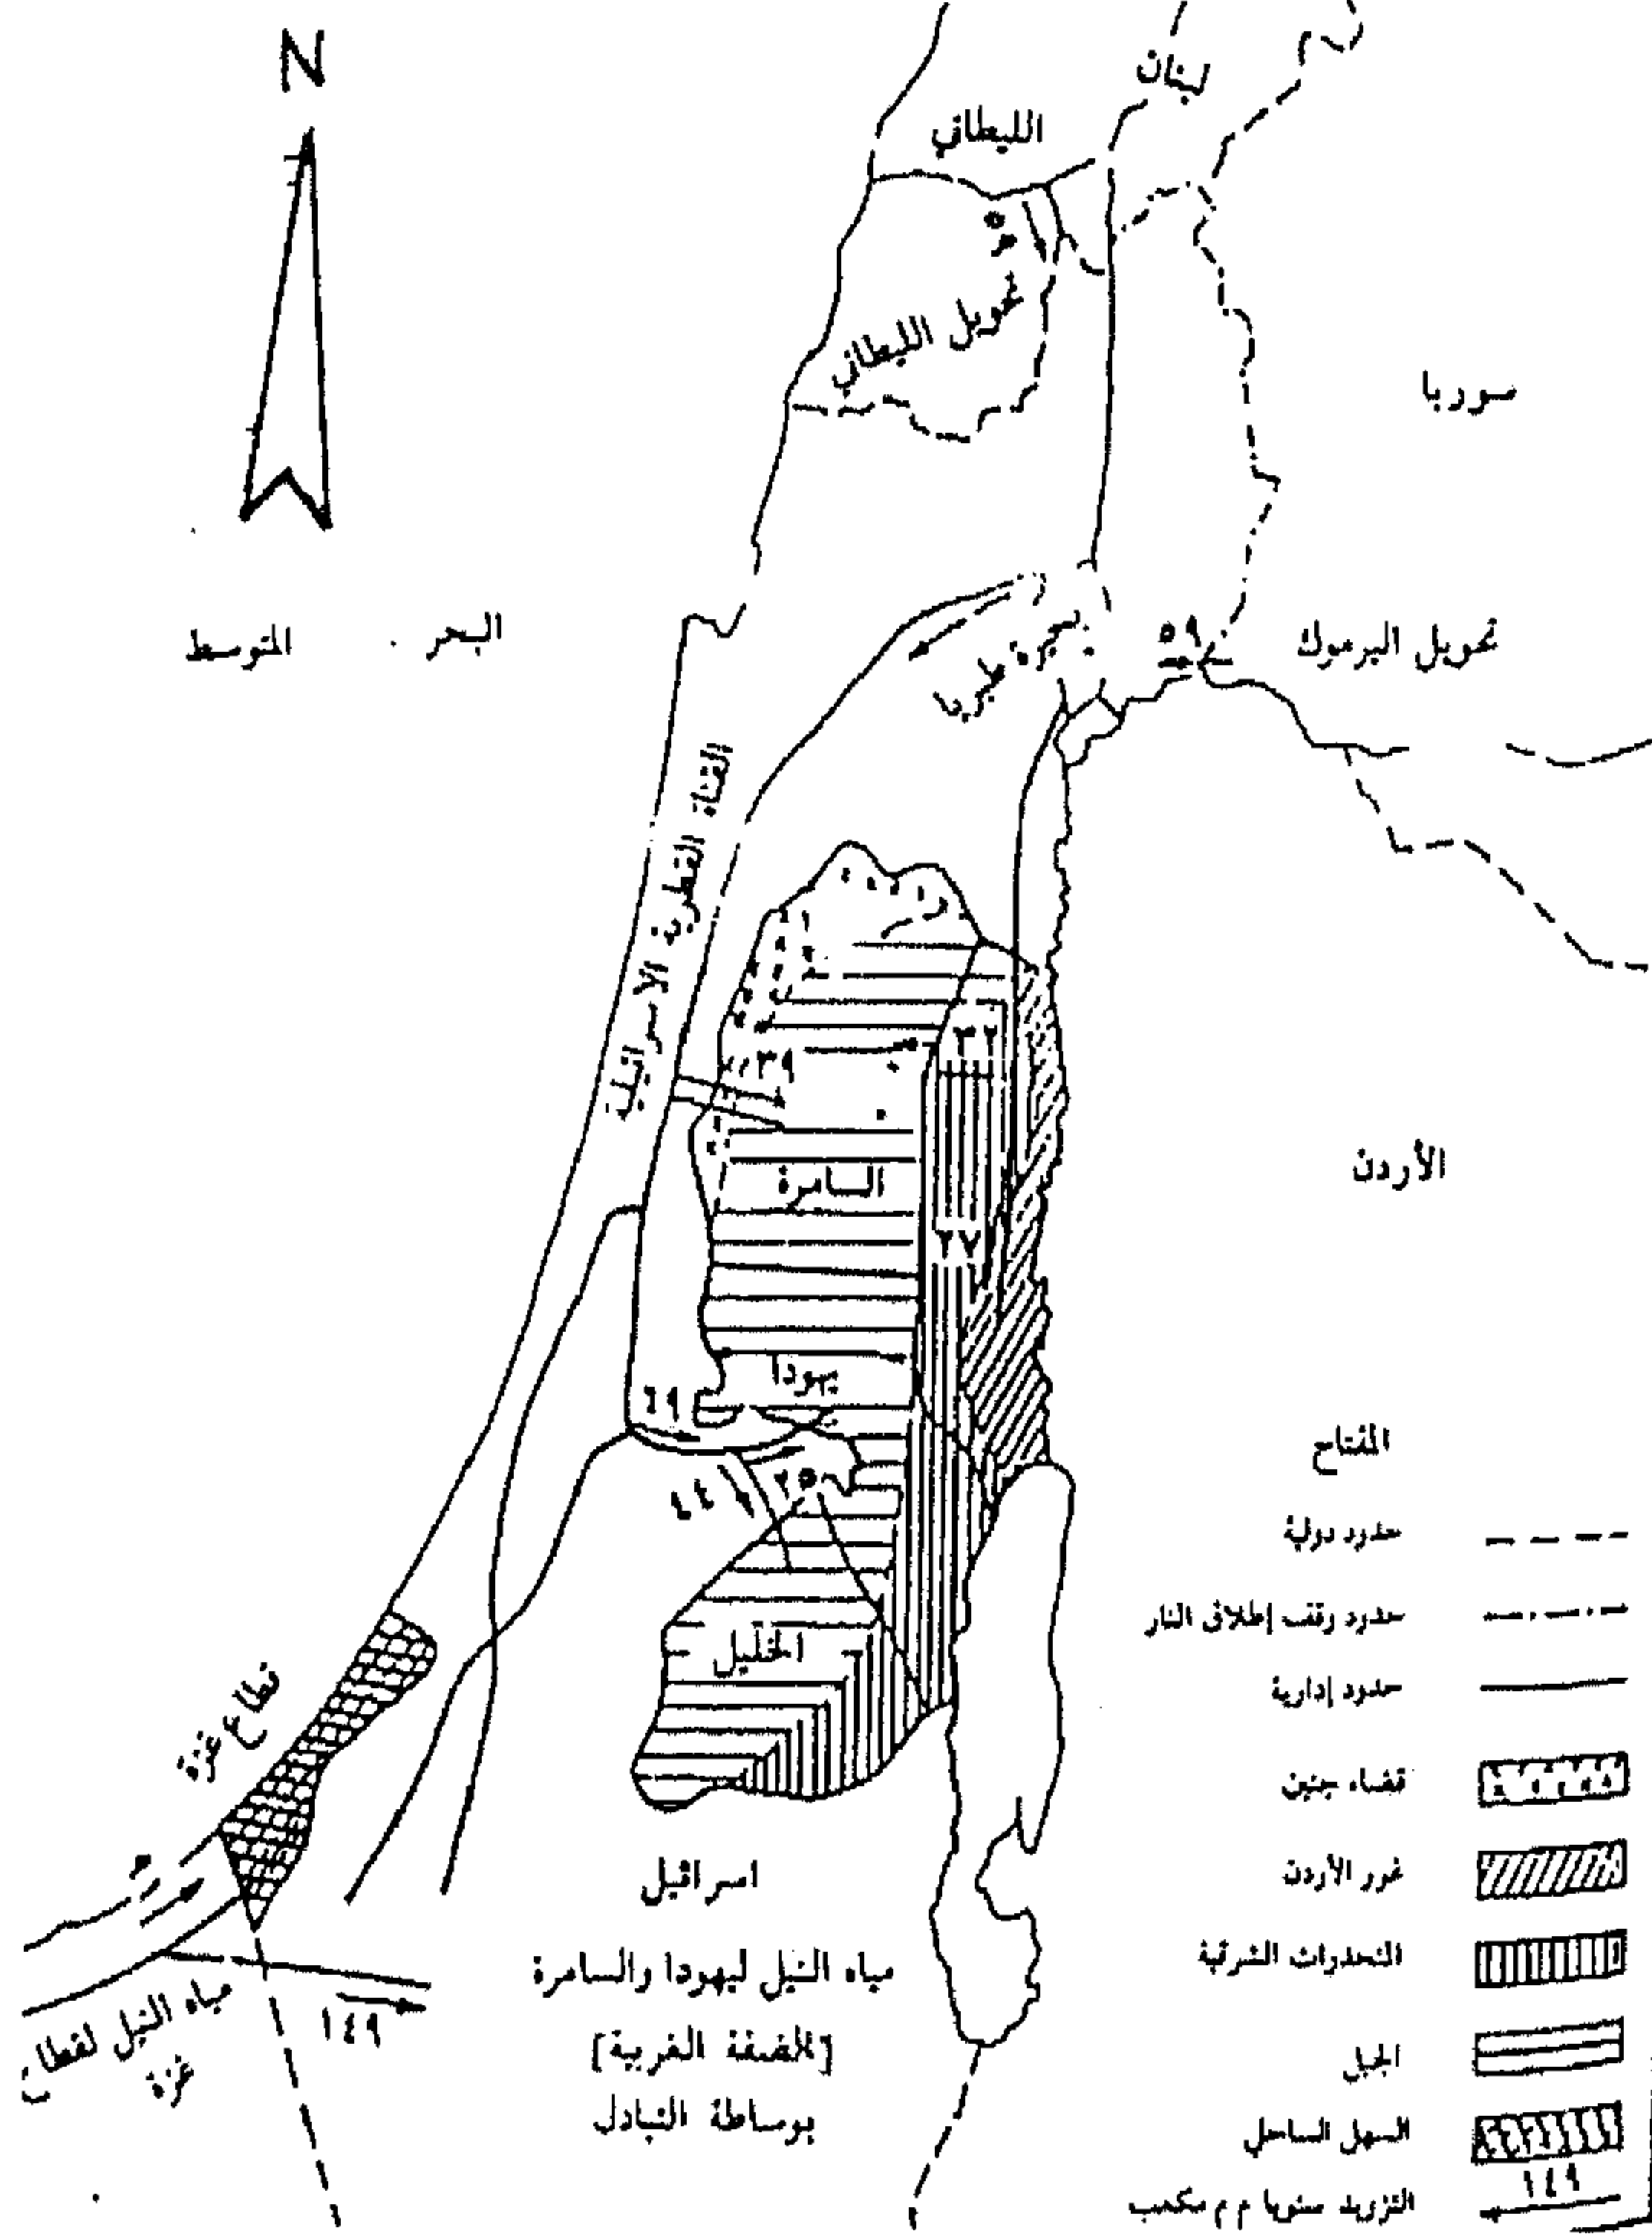 N
لبنان
الليطاني
تحويل الليطاني
سوريا
البحر المتوسط
بحيرة طبريا
٥٩
تحويل اليرموك
القناة القطرية الاسرائيلية
٣٢
٣٩
السامرة
٢٧
الأردن
يهودا
٦٩
٤٤
٢٥
الخليل
قطاع غزة
اسرائيل
مياه النيل ليهودا والسامرة
[الضفة الغربية]
بوساطة التبادل
مياه النيل لقطاع
غزة
١٤٩
المفتاح
حدود دولية
حدود وقف إطلاق النار
حدود إدارية
قضاء جنين
غور الأردن
المنحدرات الشرقية
الجبل
السهل الساحل
١٤٩
التزويد سنويا م م مكعب